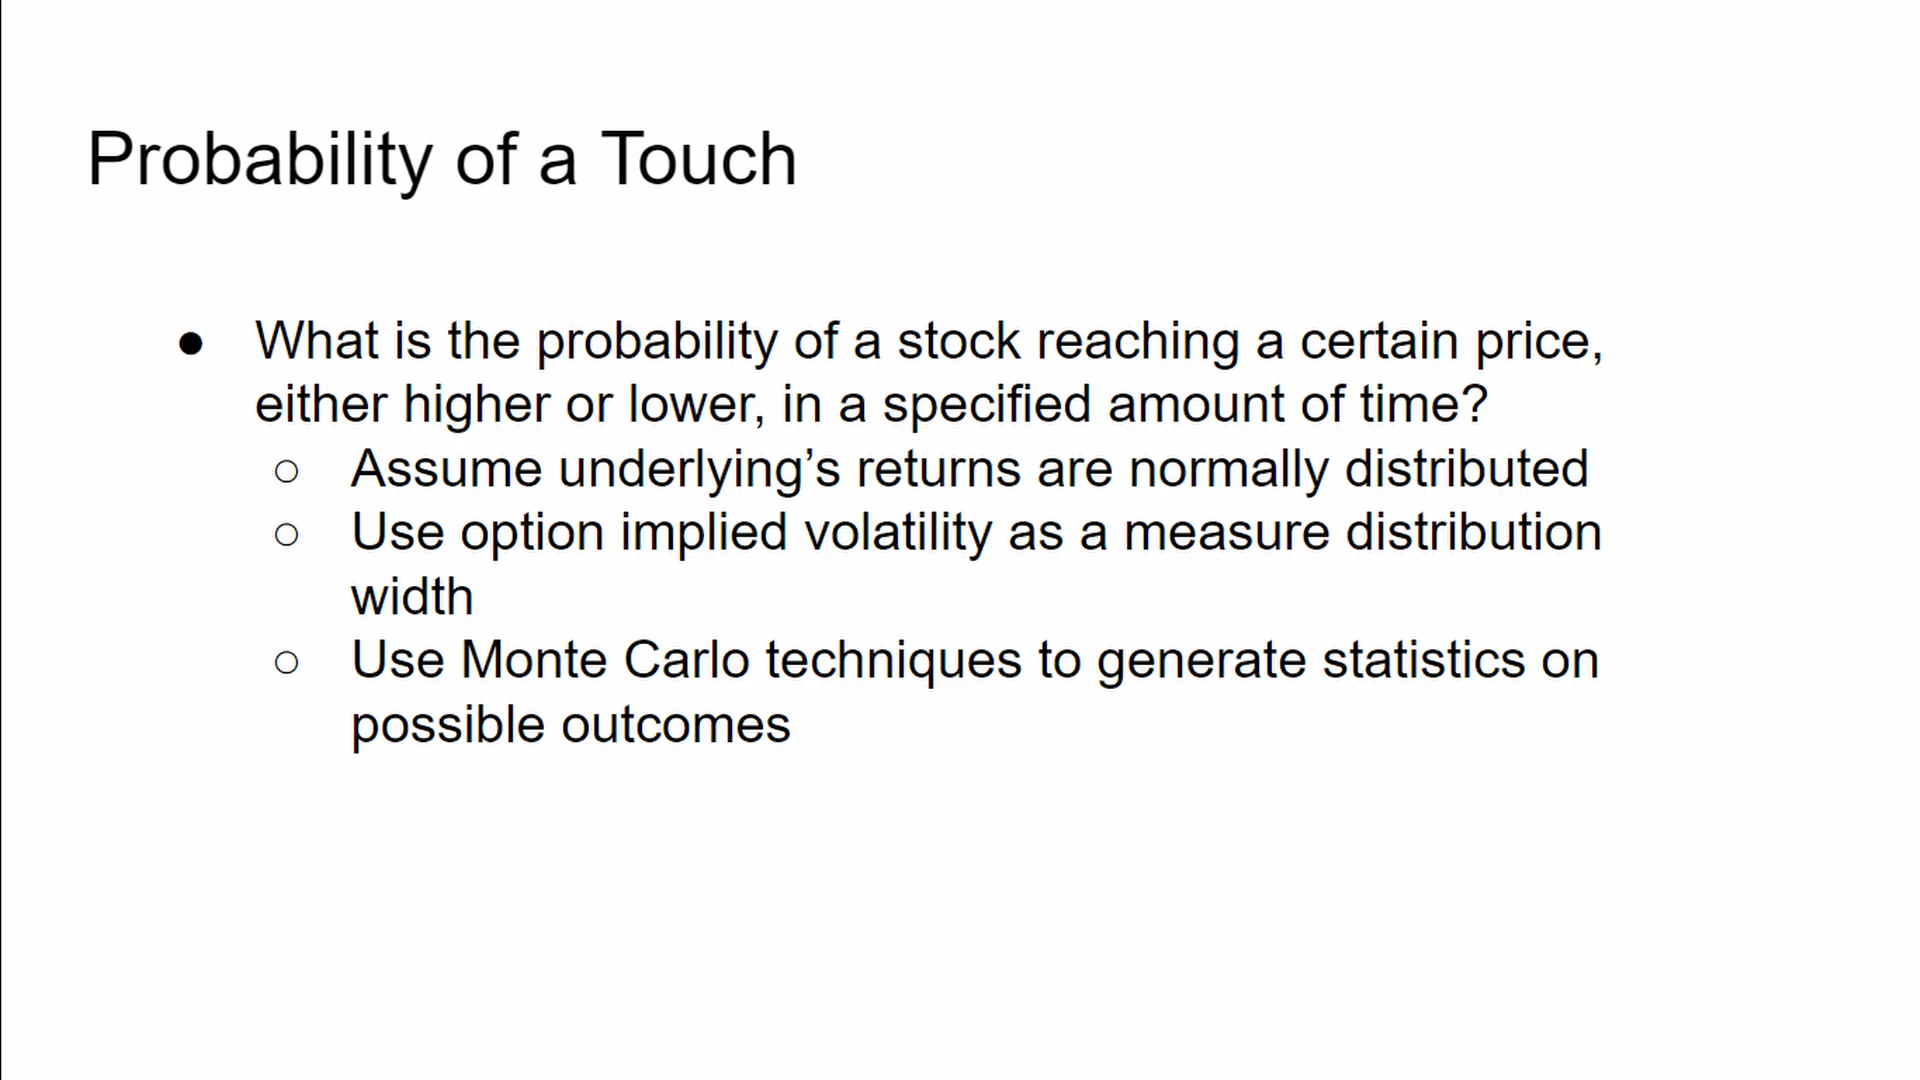 Probability of a Touch
● What is the probability of a stock reaching a certain price,
either higher or lower, in a specified amount of time?
○ Assume underlying’s returns are normally distributed
○ Use option implied volatility as a measure distribution
width
○ Use Monte Carlo techniques to generate statistics on
possible outcomes